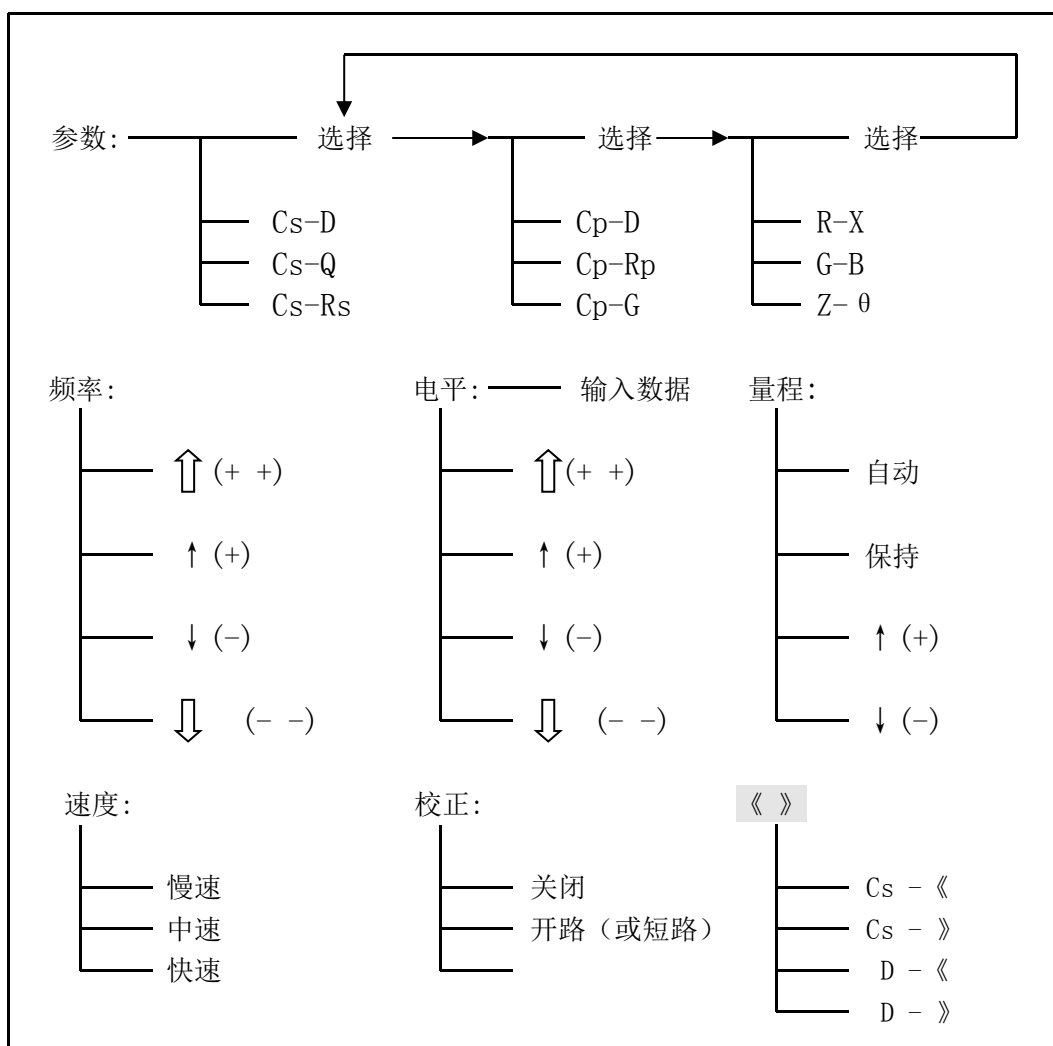 参数: 选择 选择 选择
Cs-D Cp-D R-X
Cs-Q Cp-Rp G-B
Cs-Rs Cp-G Z-θ
频率: 电平: 输入数据 量程:
⇧(+ +) ⇧(+ +) 自动
↑(+) ↑(+) 保持
↓(-) ↓(-) ↑(+)
⇩ (- -) ⇩ (- -) ↓(-)
速度: 校正: 《 》
慢速 关闭 Cs -《
中速 开路（或短路） Cs - 》
快速 D -《
D - 》